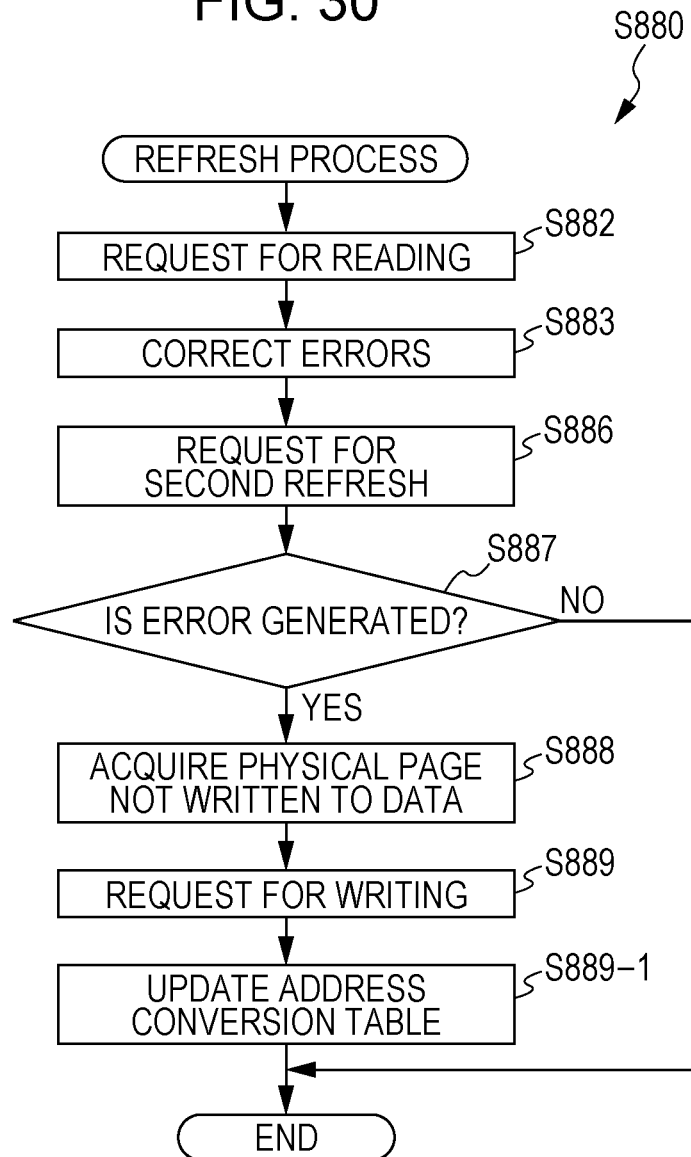 FIG. 30
S880
REFRESH PROCESS
S882
REQUEST FOR READING
S883
CORRECT ERRORS
S886
REQUEST FOR
SECOND REFRESH
S887
IS ERROR GENERATED?
NO
YES
S888
ACQUIRE PHYSICAL PAGE
NOT WRITTEN TO DATA
S889
REQUEST FOR WRITING
S889-1
UPDATE ADDRESS
CONVERSION TABLE
END